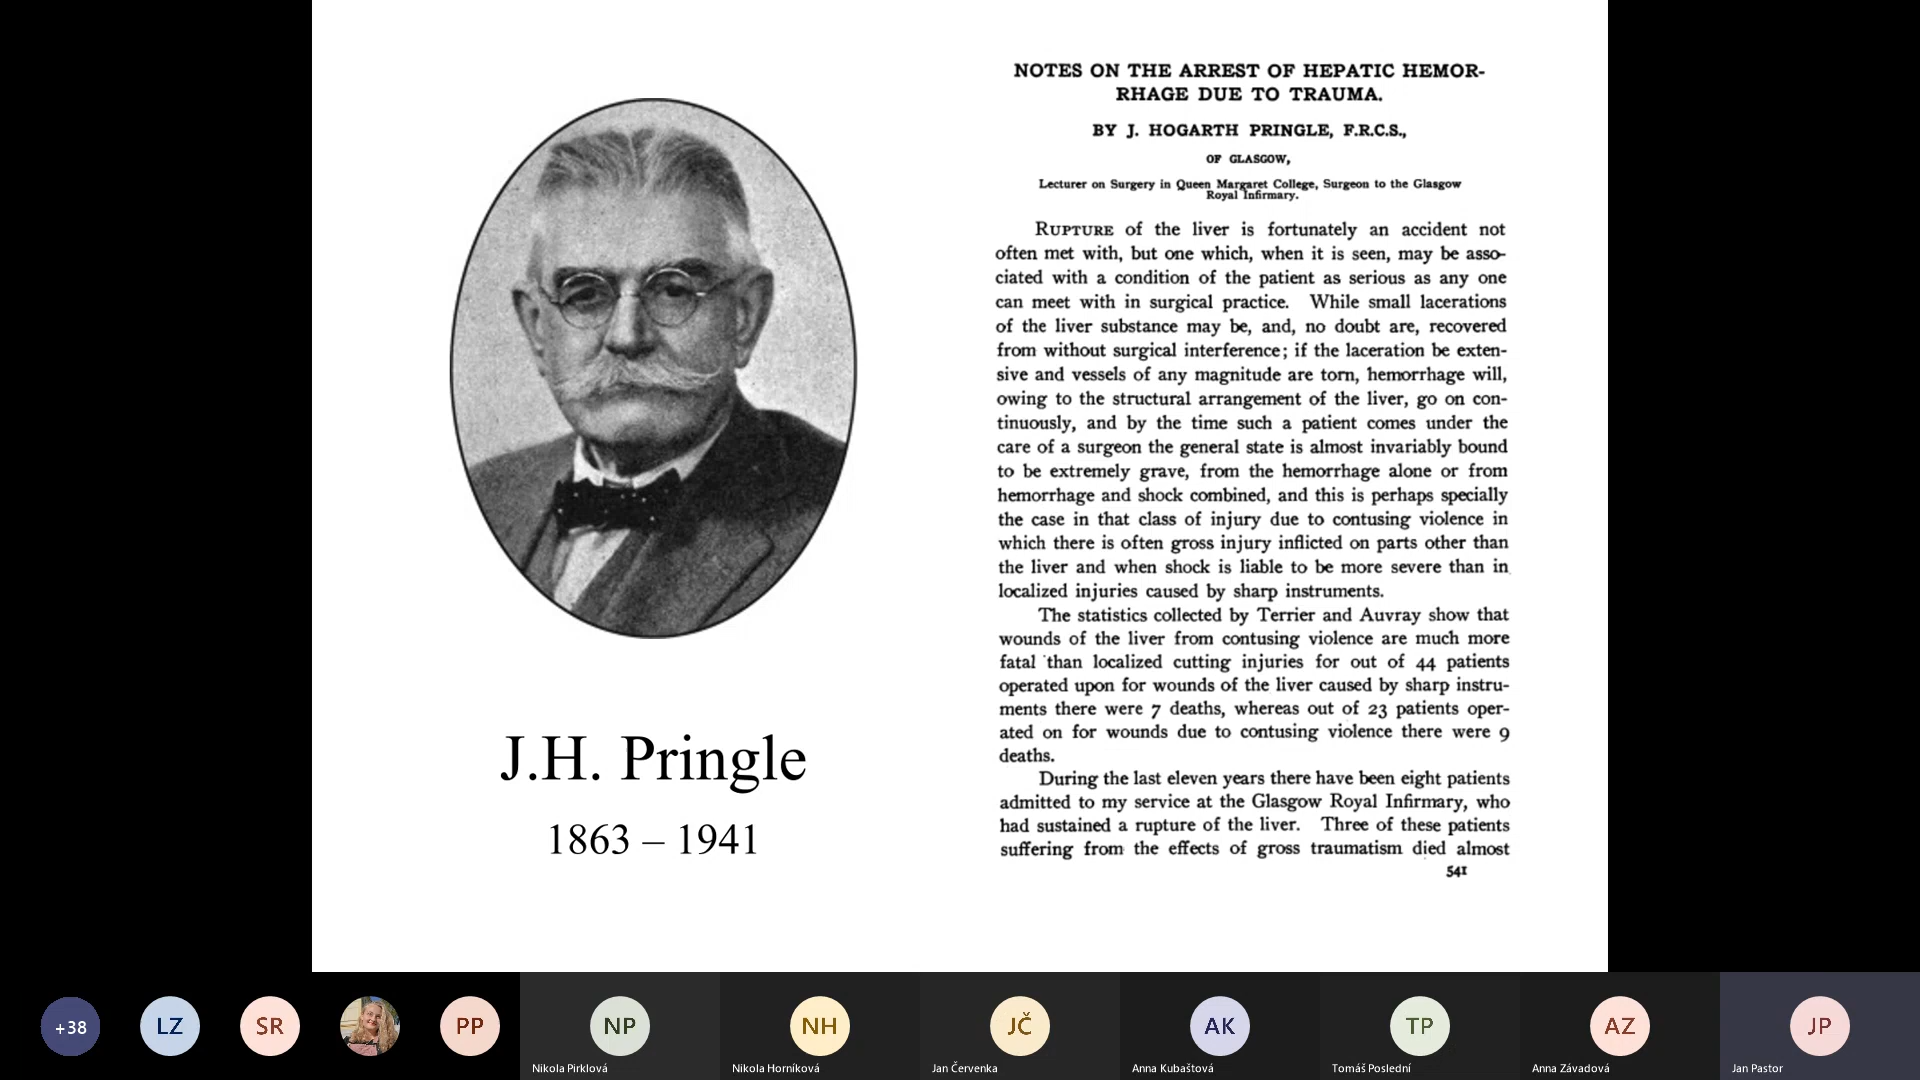 J.H. Pringle
1863 – 1941
NOTES ON THE ARREST OF HEPATIC HEMOR-
RHAGE DUE TO TRAUMA.
BY J. HOGARTH PRINGLE, F.R.C.S.,
OF GLASGOW,
Lecturer on Surgery in Queen Margaret College, Surgeon to the Glasgow
Royal Infirmary.
RUPTURE of the liver is fortunately an accident not
often met with, but one which, when it is seen, may be asso-
ciated with a condition of the patient as serious as any one
can meet with in surgical practice. While small lacerations
of the liver substance may be, and, no doubt are, recovered
from without surgical interference; if the laceration be exten-
sive and vessels of any magnitude are torn, hemorrhage will,
owing to the structural arrangement of the liver, go on con-
tinuously, and by the time such a patient comes under the
care of a surgeon the general state is almost invariably bound
to be extremely grave, from the hemorrhage alone or from
hemorrhage and shock combined, and this is perhaps specially
the case in that class of injury due to contusing violence in
which there is often gross injury inflicted on parts other than
the liver and when shock is liable to be more severe than in
localized injuries caused by sharp instruments.
The statistics collected by Terrier and Auvray show that
wounds of the liver from contusing violence are much more
fatal than localized cutting injuries for out of 44 patients
operated upon for wounds of the liver caused by sharp instru-
ments there were 7 deaths, whereas out of 23 patients oper-
ated on for wounds due to contusing violence there were 9
deaths.
During the last eleven years there have been eight patients
admitted to my service at the Glasgow Royal Infirmary, who
had sustained a rupture of the liver. Three of these patients
suffering from the effects of gross traumatism died almost
541
+38
LZ
SR
PP
NP
NH
JČ
AK
TP
AZ
JP
Nikola Pirklová
Nikola Horníková
Jan Červenka
Anna Kubaštová
Tomáš Poslední
Anna Závadová
Jan Pastor